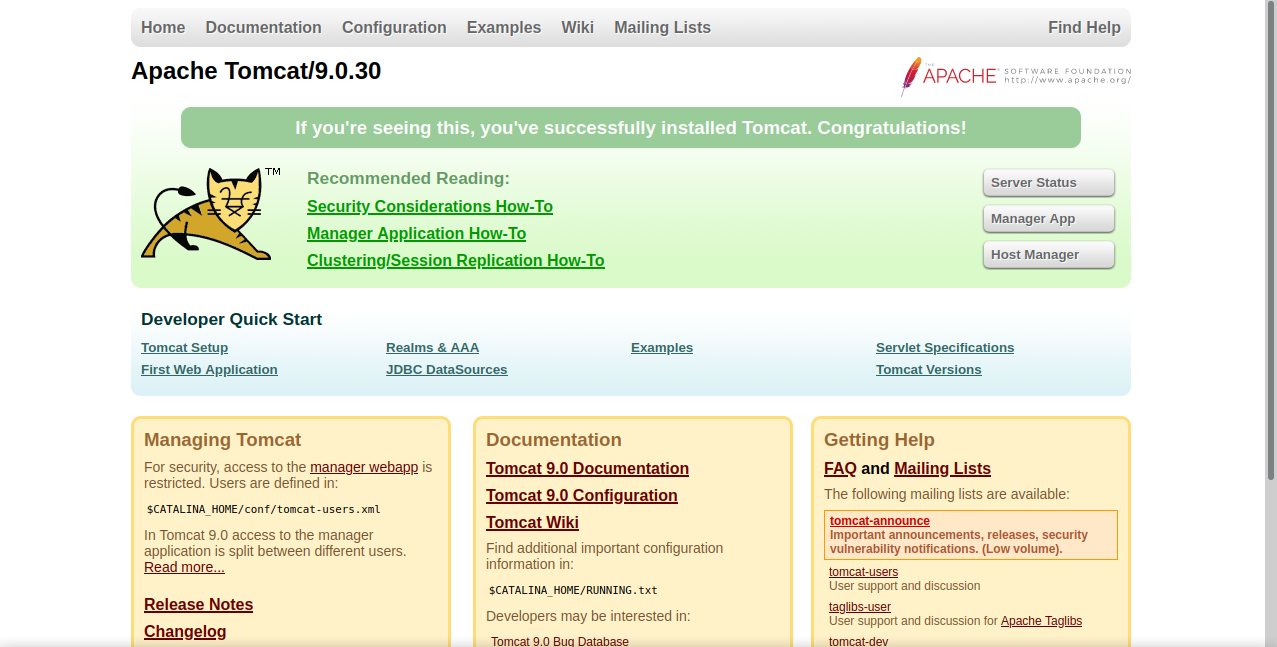 Home Documentation Configuration Examples Wiki Mailing Lists Find Help
Apache Tomcat/9.0.30
THE
APACHE SOFTWARE FOUNDATION
http://www.apache.org/
If you're seeing this, you've successfully installed Tomcat. Congratulations!
TM
Recommended Reading:
Security Considerations How-To
Manager Application How-To
Clustering/Session Replication How-To
Server Status
Manager App
Host Manager
Developer Quick Start
Tomcat Setup
First Web Application
Realms & AAA
JDBC DataSources
Examples
Servlet Specifications
Tomcat Versions
Managing Tomcat
For security, access to the manager webapp is
restricted. Users are defined in:
$CATALINA_HOME/conf/tomcat-users.xml
In Tomcat 9.0 access to the manager
application is split between different users.
Read more...
Release Notes
Changelog
Documentation
Tomcat 9.0 Documentation
Tomcat 9.0 Configuration
Tomcat Wiki
Find additional important configuration
information in:
$CATALINA_HOME/RUNNING.txt
Developers may be interested in:
Tomcat 9.0 Bug Database
Getting Help
FAQ and Mailing Lists
The following mailing lists are available:
tomcat-announce
Important announcements, releases, security
vulnerability notifications. (Low volume).
tomcat-users
User support and discussion
taglibs-user
User support and discussion for Apache Taglibs
tomcat-dev